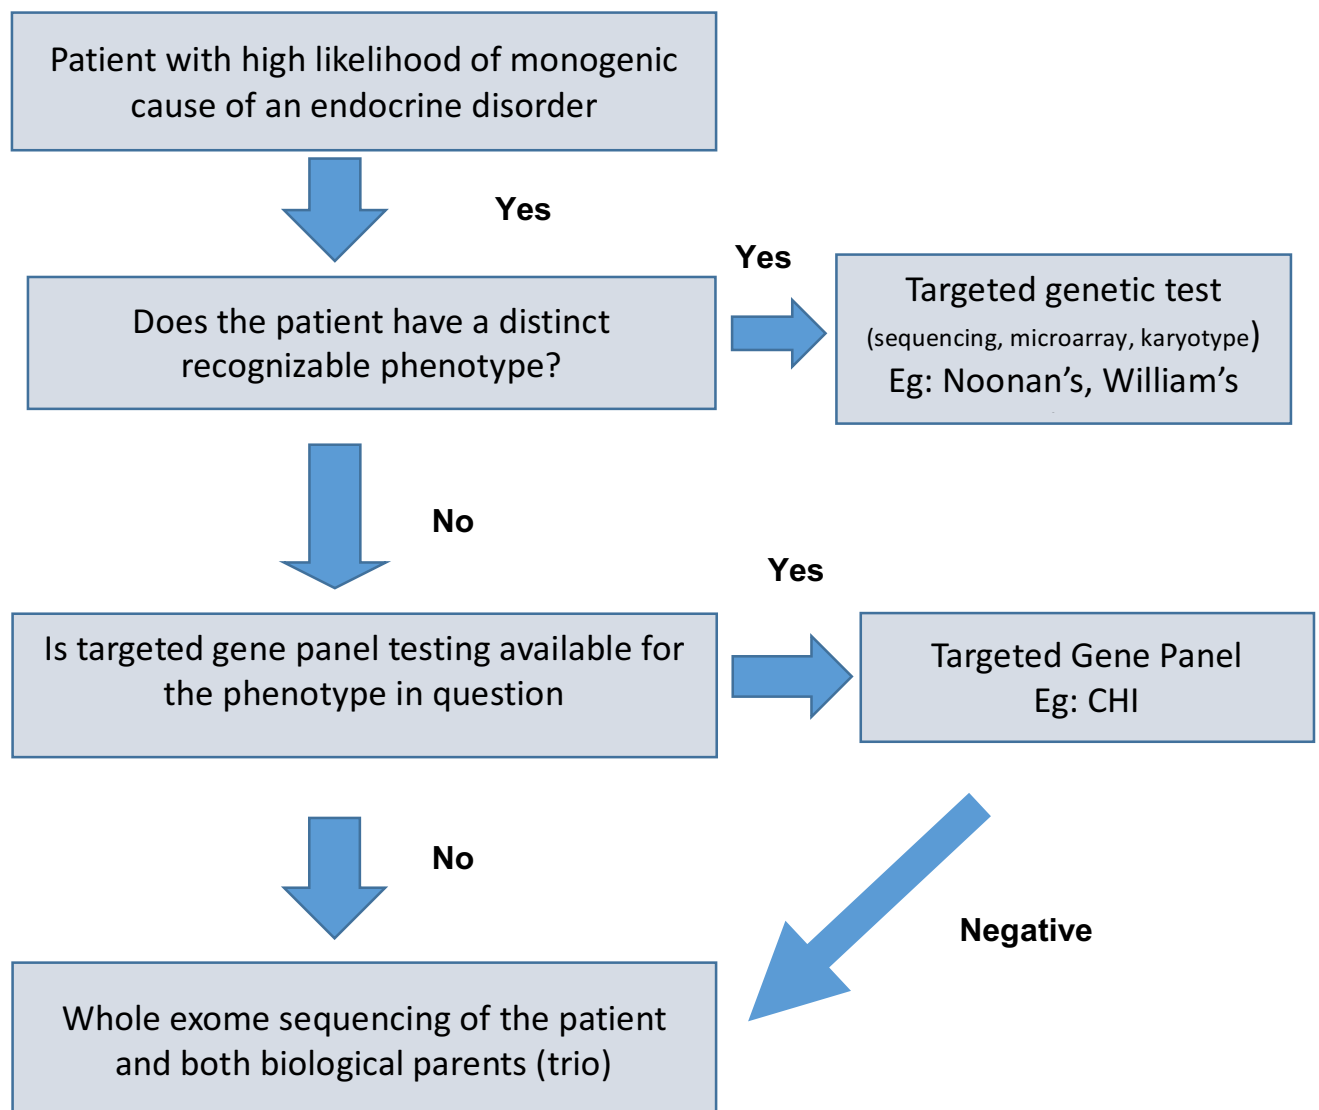 Patient with high likelihood of monogenic
cause of an endocrine disorder
Yes
Does the patient have a distinct
recognizable phenotype?
Yes
Targeted genetic test
(sequencing, microarray, karyotype)
Eg: Noonan’s, William’s
No
Is targeted gene panel testing available for
the phenotype in question
Yes
Targeted Gene Panel
Eg: CHI
No
Negative
Whole exome sequencing of the patient
and both biological parents (trio)